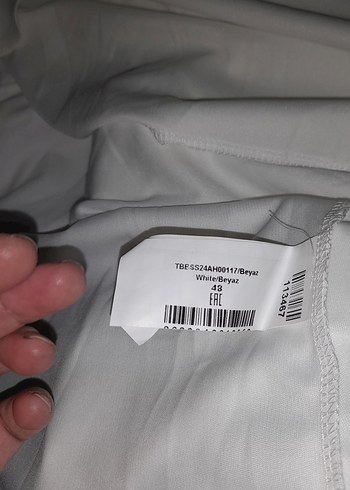 TBESS24AH00117/Beyaz
White/Beyaz
48
EAC
113467